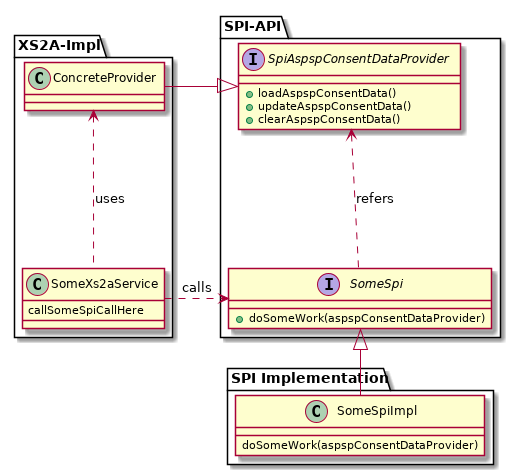 SPI-API
XS2A-Impl
C ConcreteProvider
I SpiAspspConsentDataProvider
loadAspspConsentData()
updateAspspConsentData()
clearAspspConsentData()
uses
refers
C SomeXs2aService
callSomeSpiCallHere
calls
I SomeSpi
doSomeWork(aspspConsentDataProvider)
SPI Implementation
C SomeSpiImpl
doSomeWork(aspspConsentDataProvider)